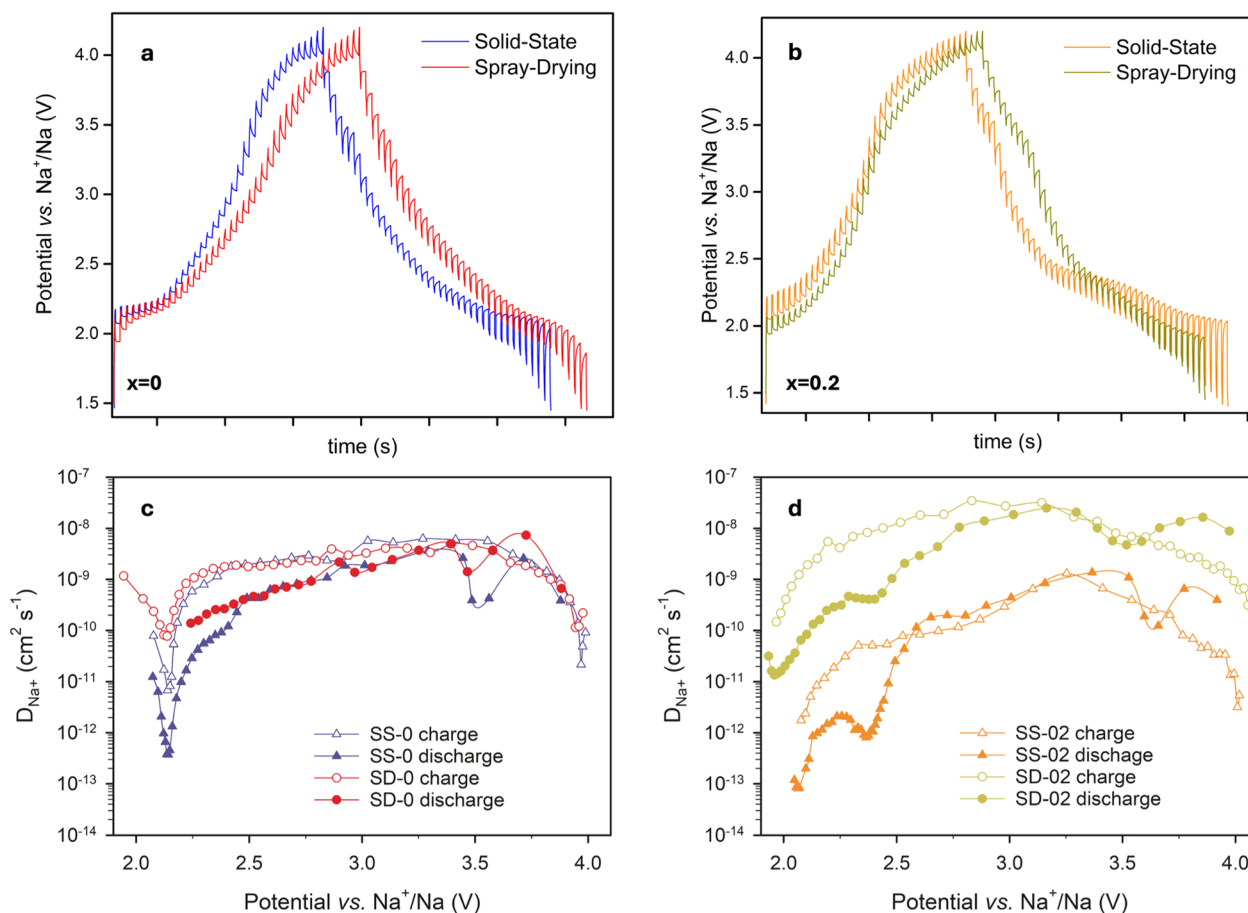 a
Solid-State
Spray-Drying
4.0
3.5
3.0
2.5
2.0
1.5
Potential vs. Na⁺/Na (V)
x=0
time (s)
b
Solid-State
Spray-Drying
4.0
3.5
3.0
2.5
2.0
1.5
Potential vs. Na⁺/Na (V)
x=0.2
time (s)
c
10⁻⁷
10⁻⁸
10⁻⁹
10⁻¹⁰
10⁻¹¹
10⁻¹²
10⁻¹³
10⁻¹⁴
D_Na+ (cm² s⁻¹)
SS-0 charge
SS-0 discharge
SD-0 charge
SD-0 discharge
2.0 2.5 3.0 3.5 4.0
Potential vs. Na⁺/Na (V)
d
10⁻⁷
10⁻⁸
10⁻⁹
10⁻¹⁰
10⁻¹¹
10⁻¹²
10⁻¹³
10⁻¹⁴
D_Na+ (cm² s⁻¹)
SS-02 charge
SS-02 dischage
SD-02 charge
SD-02 discharge
2.0 2.5 3.0 3.5 4.0
Potential vs. Na⁺/Na (V)